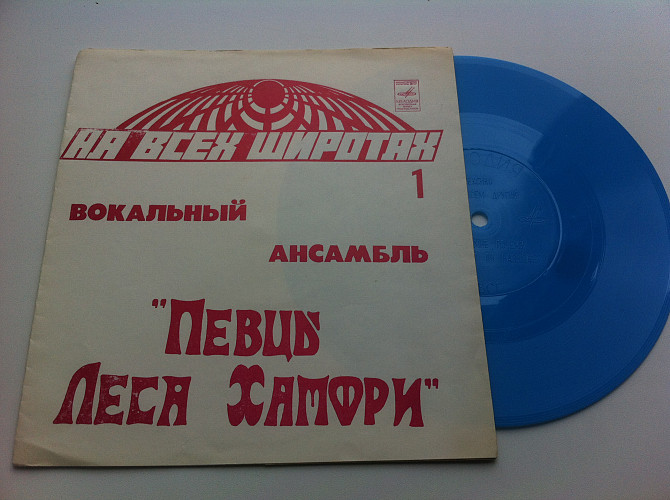 НА ВСЕХ ШИРОТАХ
1
ВОКАЛЬНЫЙ
АНСАМБЛЬ
"ПЕВЦЫ
ЛЕСА ХАМФРИ"